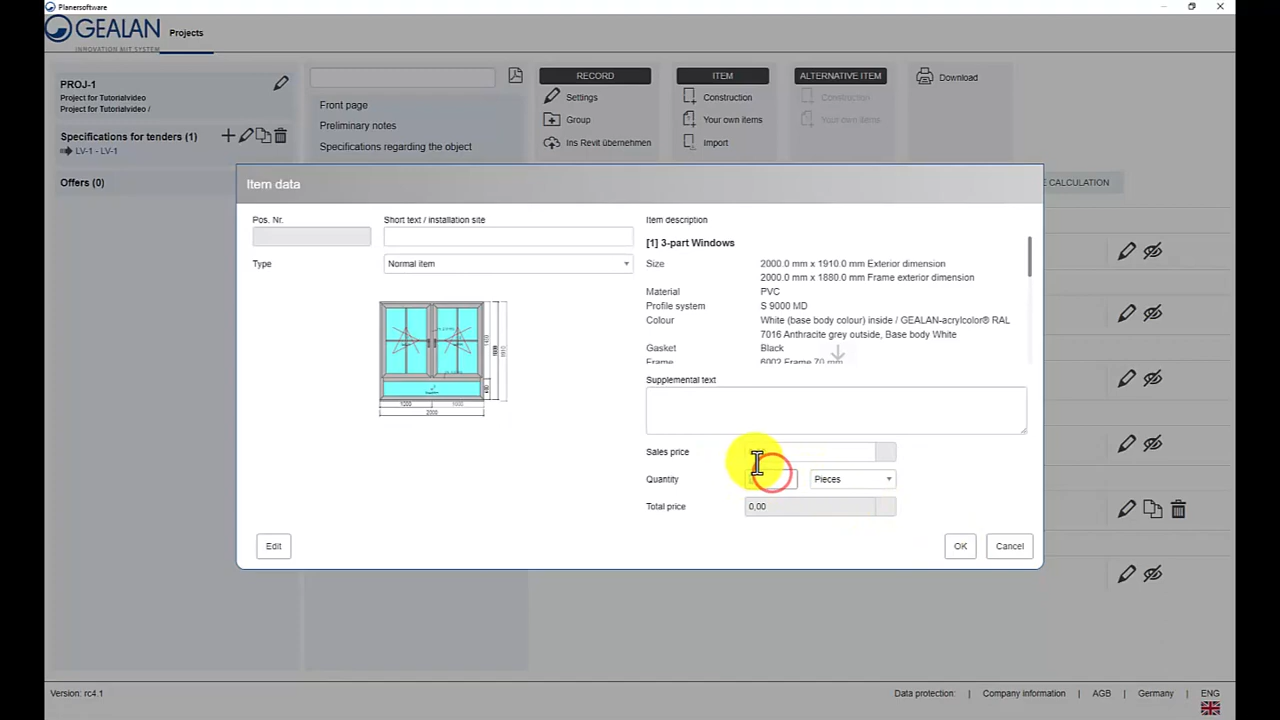 Planersoftware
GEALAN
INNOVATION MIT SYSTEM
Projects
PROJ-1
Project for Tutorialvideo
Project for Tutorialvideo /
Specifications for tenders (1)
LV-1 - LV-1
Offers (0)
Front page
Preliminary notes
Specifications regarding the object
RECORD
Settings
Group
Ins Revit übernehmen
ITEM
Construction
Your own items
Import
ALTERNATIVE ITEM
Construction
Your own items
Download
E CALCULATION
Item data
Pos. Nr.
Short text / installation site
Type
Normal item
Item description
[1] 3-part Windows
Size
2000.0 mm x 1910.0 mm Exterior dimension
2000.0 mm x 1880.0 mm Frame exterior dimension
Material
PVC
Profile system
S 9000 MD
Colour
White (base body colour) inside / GEALAN-acrylcolor® RAL
7016 Anthracite grey outside, Base body White
Gasket
Black
Frame
6002 Frame 70 mm
Supplemental text
Sales price
Quantity
Pieces
Total price
0,00
Edit
OK
Cancel
Version: rc4.1
Data protection:
Company information
AGB
Germany
ENG